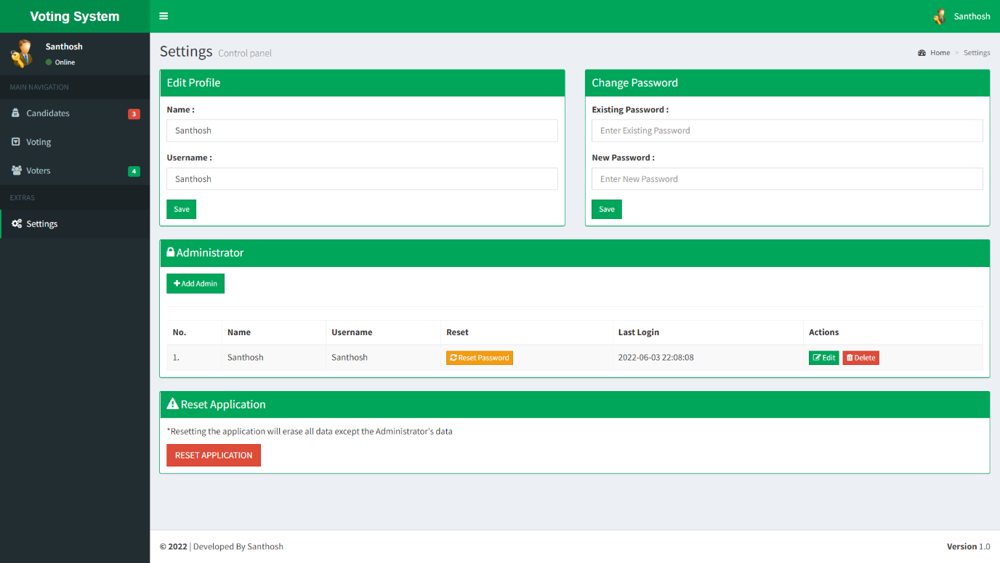 Voting System
Santhosh
Santhosh
Online
MAIN NAVIGATION
Candidates 3
Voting
Voters 4
EXTRAS
Settings
Settings Control panel
Home > Settings
Edit Profile
Name :
Santhosh
Username :
Santhosh
Save
Change Password
Existing Password :
Enter Existing Password
New Password :
Enter New Password
Save
Administrator
Add Admin
No. Name Username Reset Last Login Actions
1. Santhosh Santhosh Reset Password 2022-06-03 22:08:08 Edit Delete
Reset Application
*Resetting the application will erase all data except the Administrator's data
RESET APPLICATION
© 2022 | Developed By Santhosh
Version 1.0